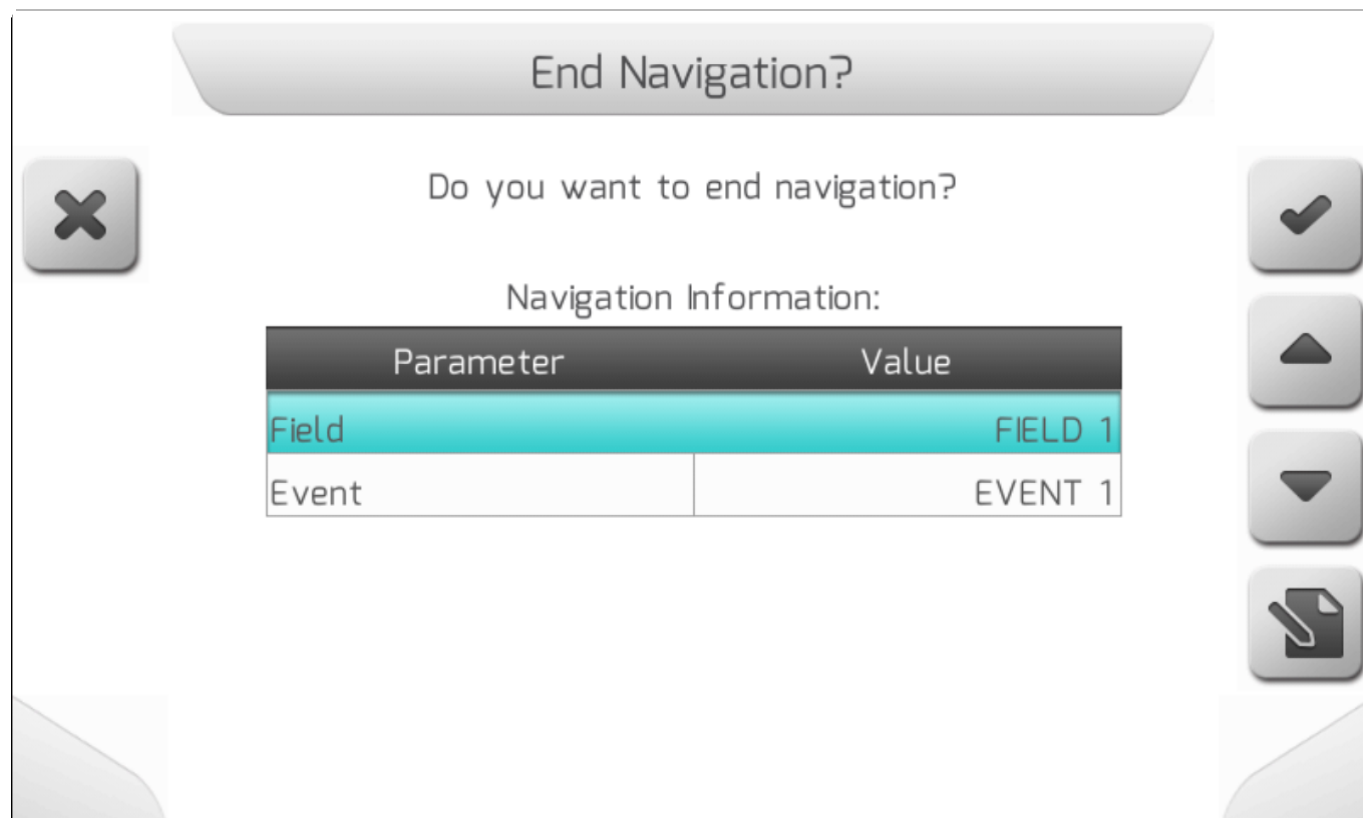 End Navigation?
Do you want to end navigation?
Navigation Information:
Parameter Value
Field FIELD 1
Event EVENT 1